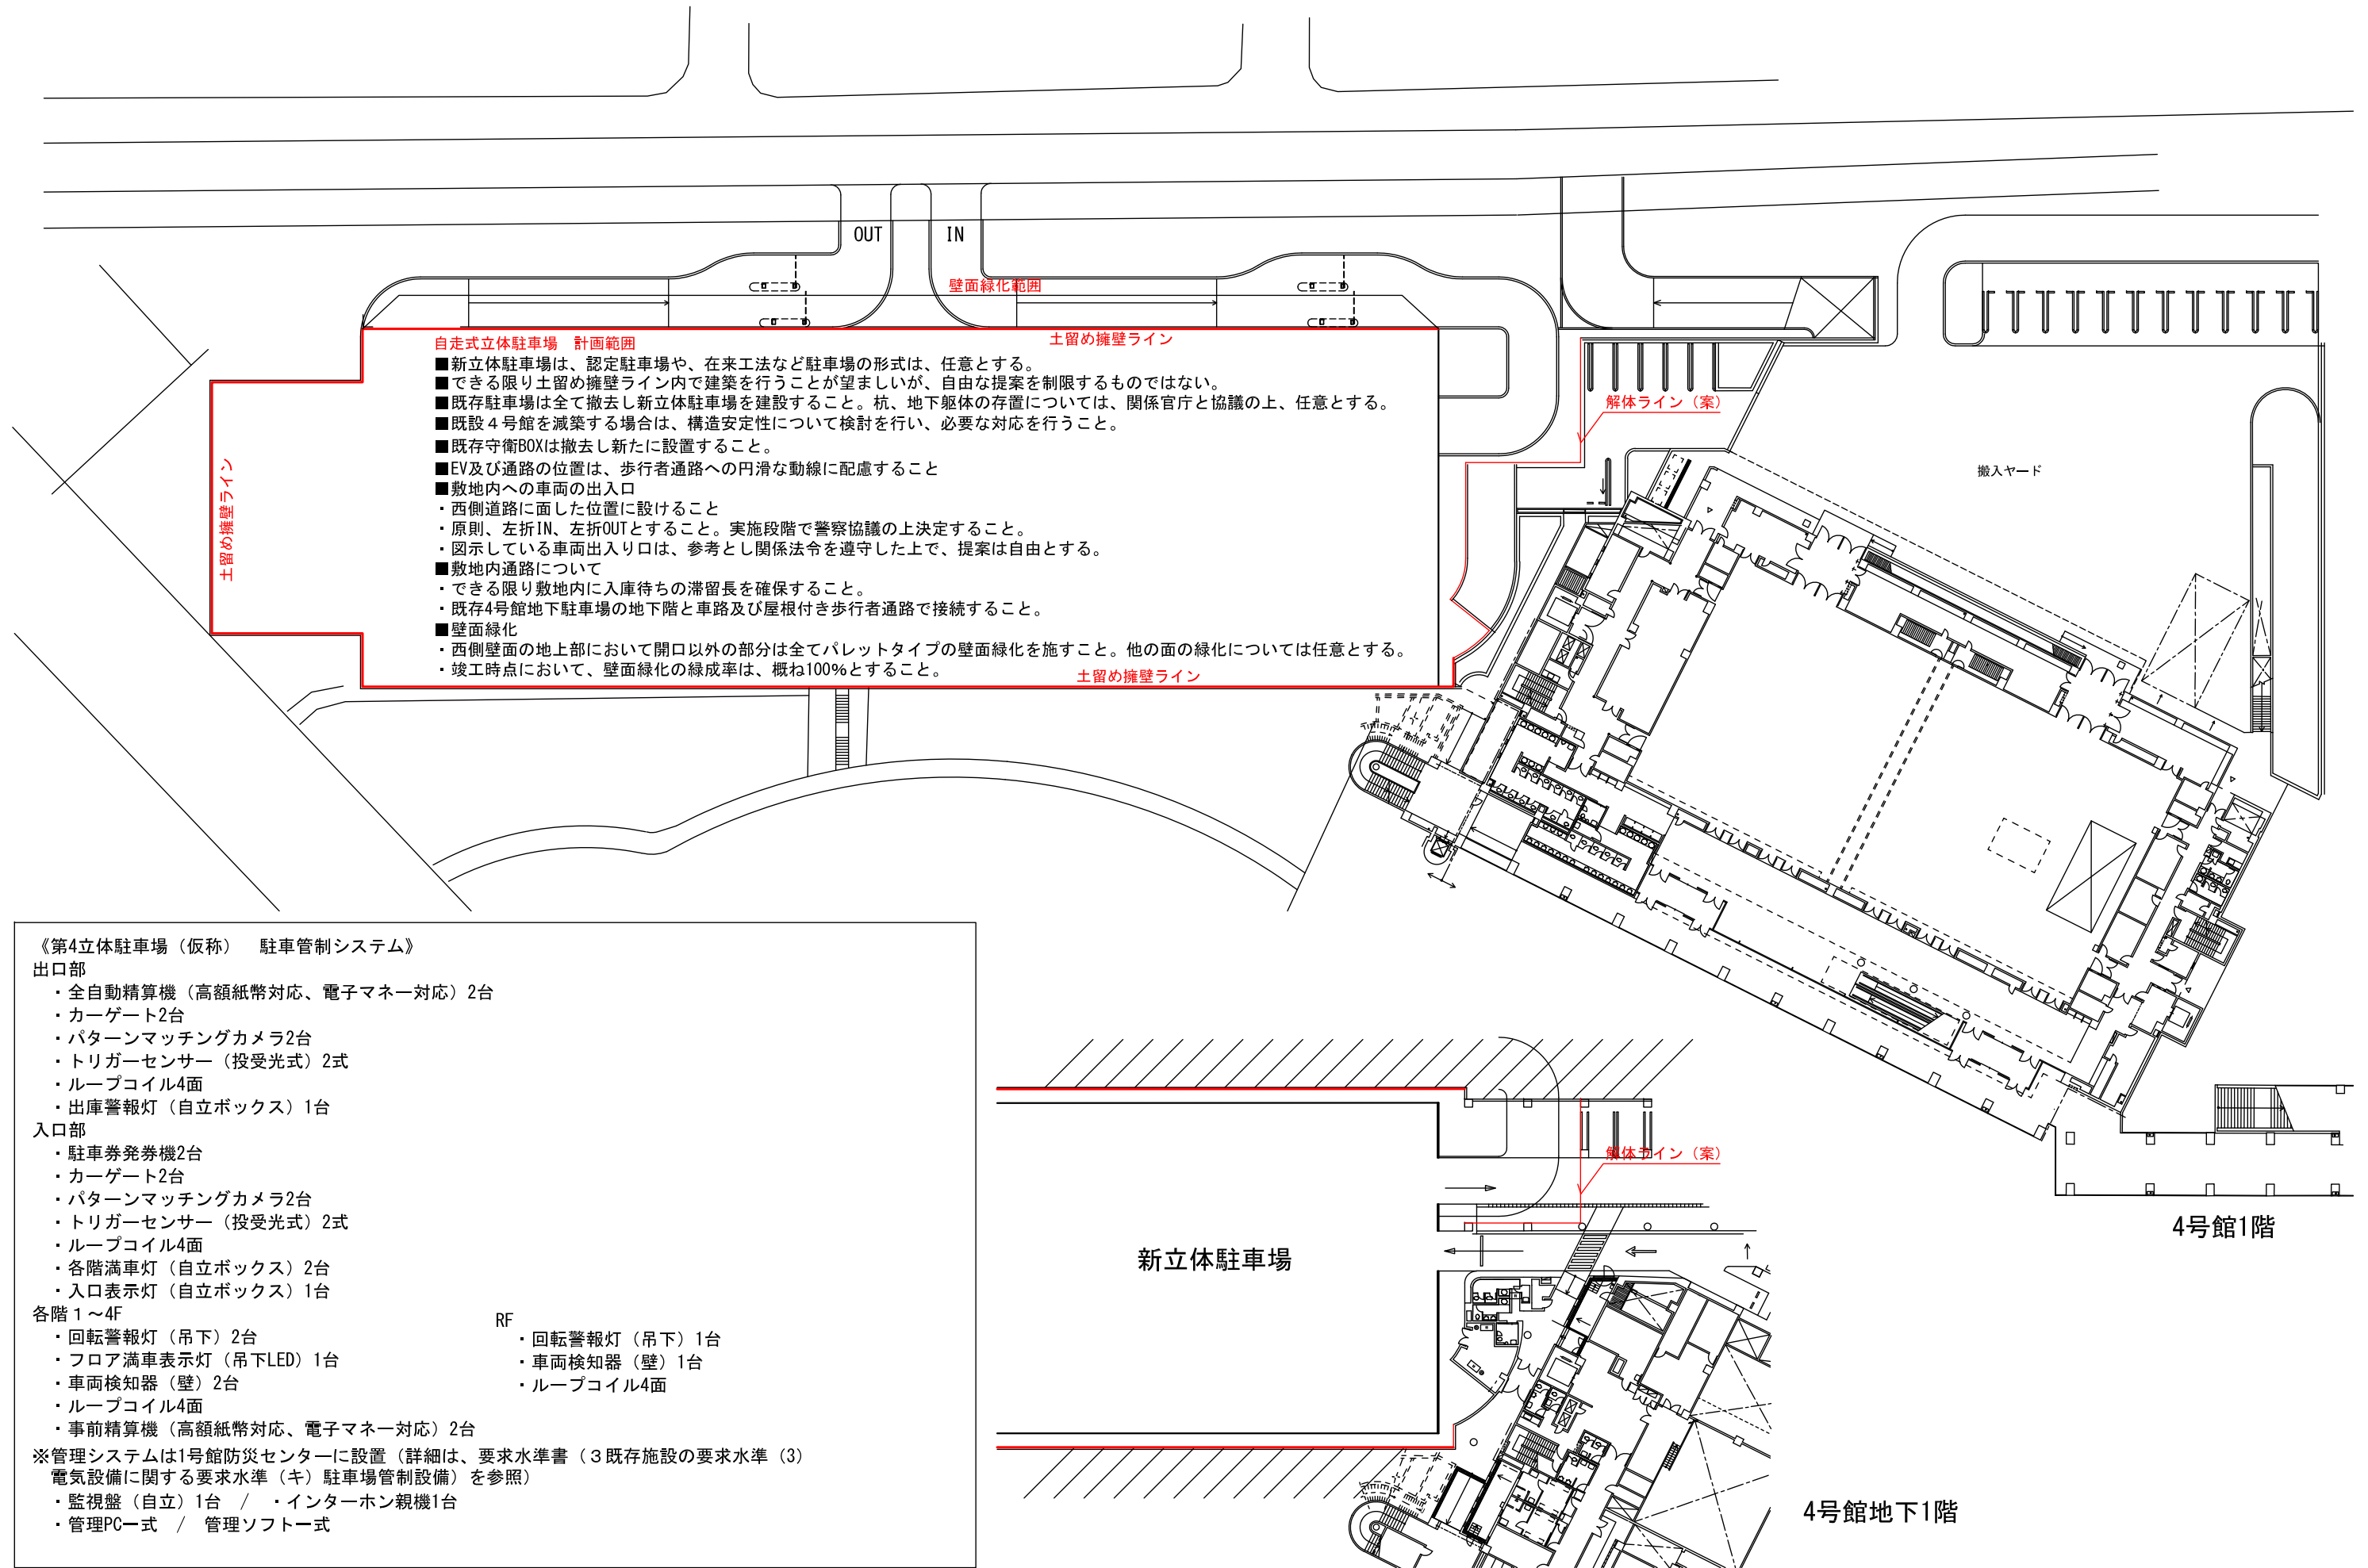 OUT
IN
壁面緑化範囲
土留め擁壁ライン
自走式立体駐車場　計画範囲
■新立体駐車場は、認定駐車場や、在来工法など駐車場の形式は、任意とする。
■できる限り土留め擁壁ライン内で建築を行うことが望ましいが、自由な提案を制限するものではない。
■既存駐車場は全て撤去し新立体駐車場を建設すること。杭、地下躯体の存置については、関係官庁と協議の上、任意とする。
■既設４号館を減築する場合は、構造安定性について検討を行い、必要な対応を行うこと。
■既存守衛BOXは撤去し新たに設置すること。
■EV及び通路の位置は、歩行者通路への円滑な動線に配慮すること
■敷地内への車両の出入口
・西側道路に面した位置に設けること
・原則、左折IN、左折OUTとすること。実施段階で警察協議の上決定すること。
・図示している車両出入り口は、参考とし関係法令を遵守した上で、提案は自由とする。
■敷地内通路について
・できる限り敷地内に入庫待ちの滞留長を確保すること。
・既存4号館地下駐車場の地下階と車路及び屋根付き歩行者通路で接続すること。
■壁面緑化
・西側壁面の地上部において開口以外の部分は全てパレットタイプの壁面緑化を施すこと。他の面の緑化については任意とする。
・竣工時点において、壁面緑化の緑成率は、概ね100%とすること。
土留め擁壁ライン
土留め擁壁ライン
解体ライン（案）
搬入ヤード
《第4立体駐車場（仮称）　駐車管制システム》
出口部
・全自動精算機（高額紙幣対応、電子マネー対応）2台
・カーゲート2台
・パターンマッチングカメラ2台
・トリガーセンサー（投受光式）2式
・ループコイル4面
・出庫警報灯（自立ボックス）1台
入口部
・駐車券発券機2台
・カーゲート2台
・パターンマッチングカメラ2台
・トリガーセンサー（投受光式）2式
・ループコイル4面
・各階満車灯（自立ボックス）2台
・入口表示灯（自立ボックス）1台
各階１～4F
・回転警報灯（吊下）2台
・フロア満車表示灯（吊下LED）1台
・車両検知器（壁）2台
・ループコイル4面
・事前精算機（高額紙幣対応、電子マネー対応）2台
RF
・回転警報灯（吊下）1台
・車両検知器（壁）1台
・ループコイル4面
※管理システムは1号館防災センターに設置（詳細は、要求水準書（３既存施設の要求水準（3）
電気設備に関する要求水準（キ）駐車場管制設備）を参照）
・監視盤（自立）1台　/　・インターホン親機1台
・管理PC一式　/　管理ソフト一式
解体ライン（案）
新立体駐車場
4号館1階
4号館地下1階